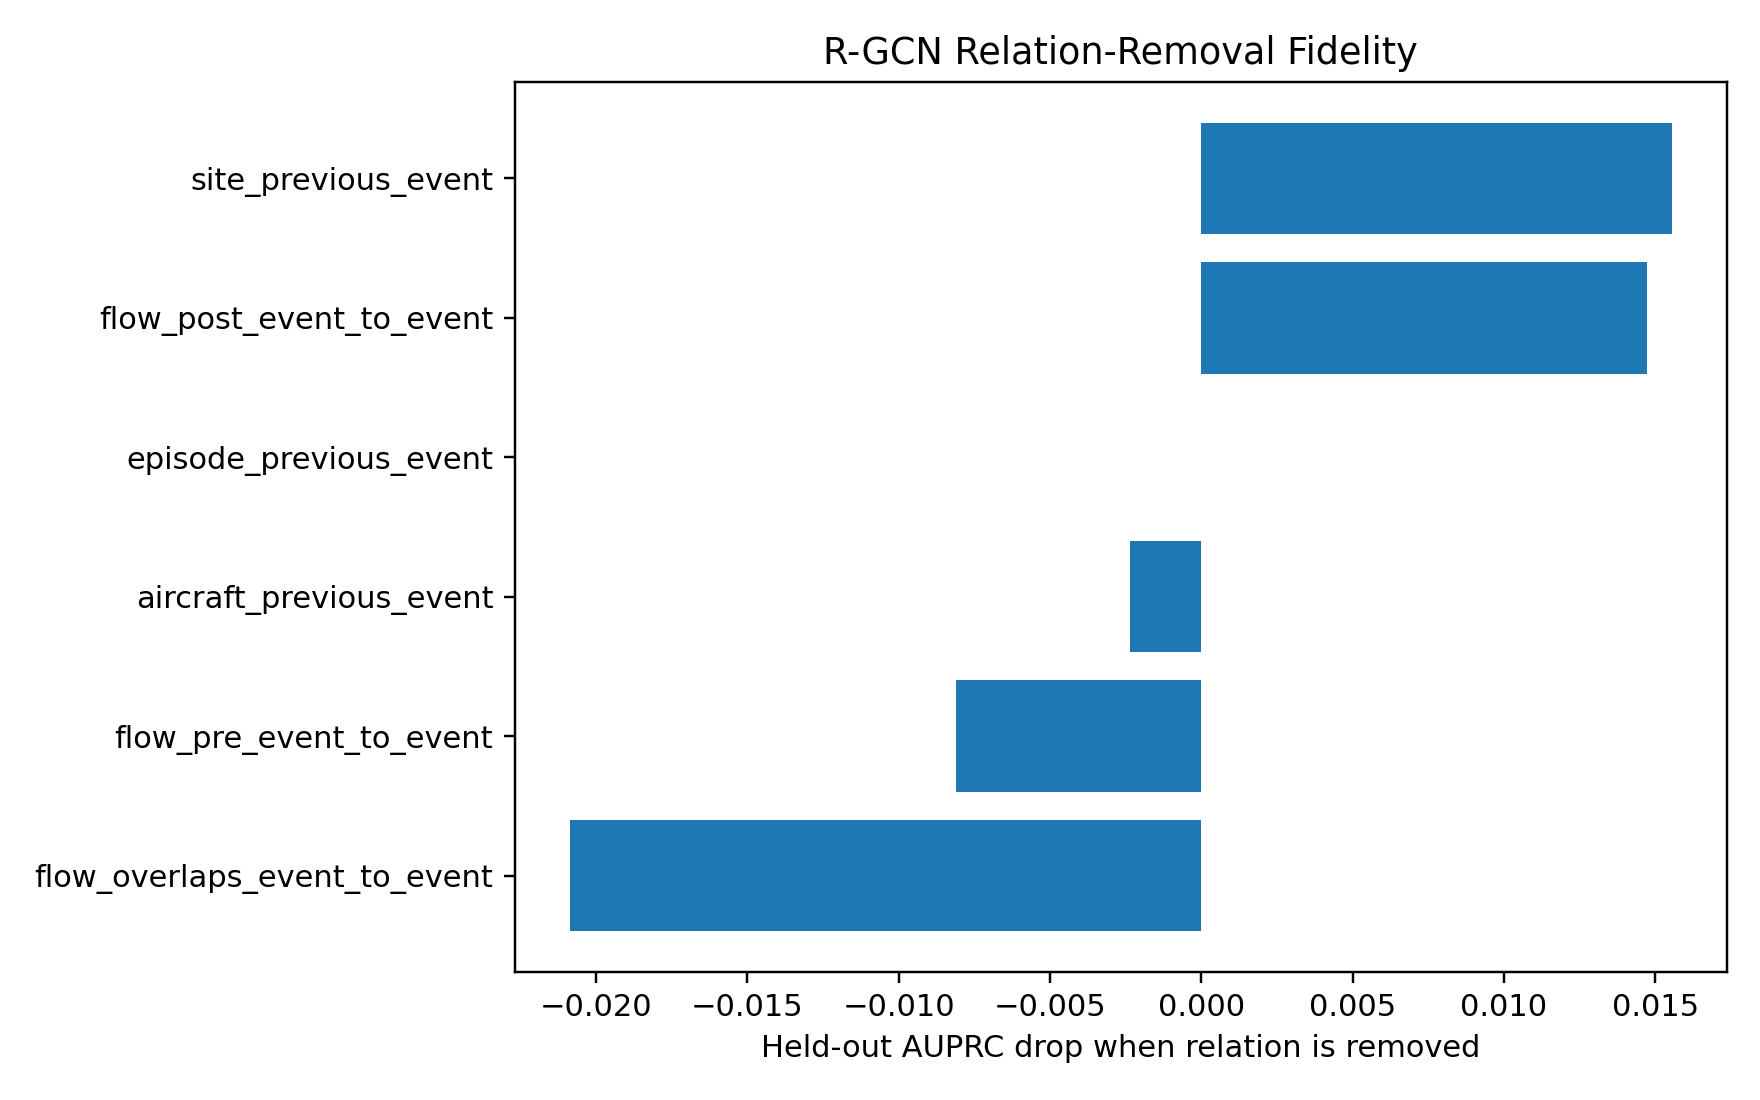 R-GCN Relation-Removal Fidelity
site_previous_event
flow_post_event_to_event
episode_previous_event
aircraft_previous_event
flow_pre_event_to_event
flow_overlaps_event_to_event
−0.020 −0.015 −0.010 −0.005 0.000 0.005 0.010 0.015
Held-out AUPRC drop when relation is removed